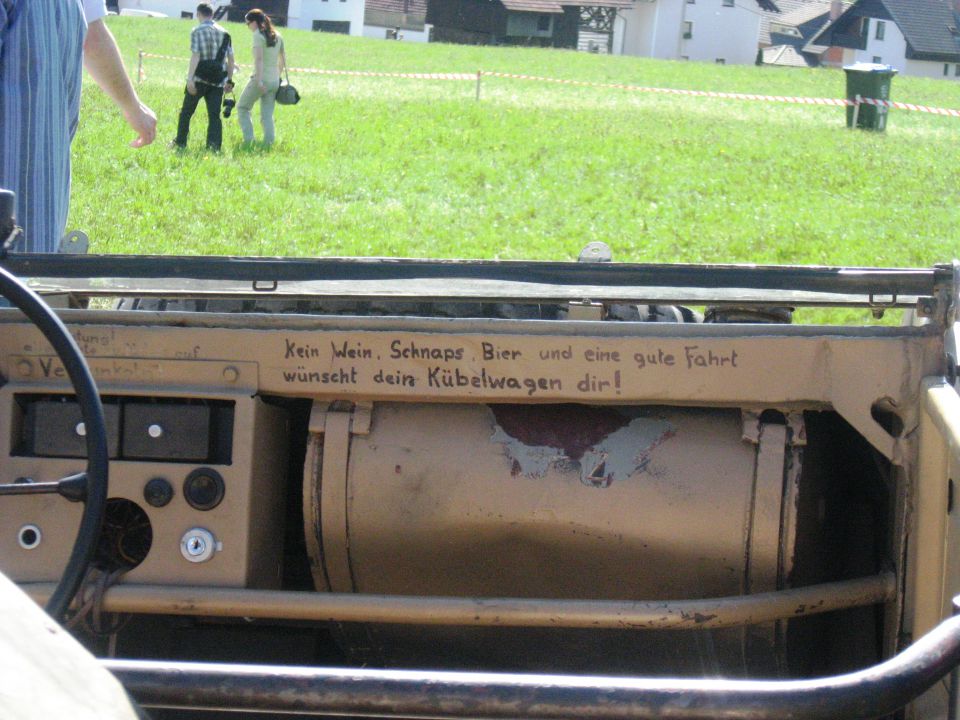 Kein Wein, Schnaps, Bier und eine gute Fahrt
wünscht dein Kübelwagen dir!